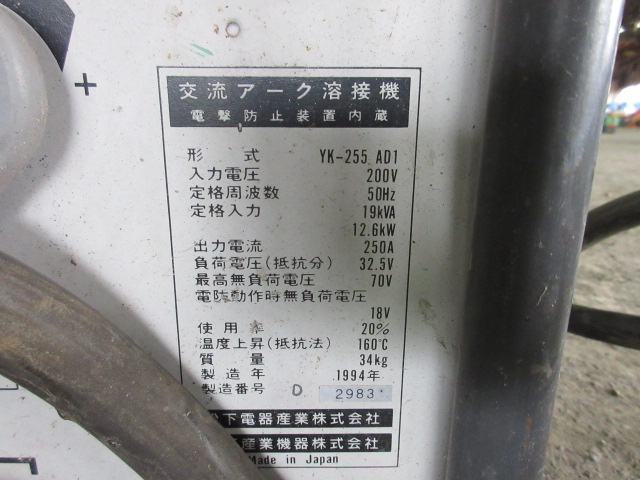 +
交流アーク溶接機
電撃防止装置内蔵
形式 YK-255 AD1
入力電圧 200V
定格周波数 50Hz
定格入力 19kVA
12.6kW
出力電流 250A
負荷電圧(抵抗分) 32.5V
最高無負荷電圧 70V
電防動作時無負荷電圧
18V
使用率 20%
温度上昇(抵抗法) 160℃
質量 34kg
製造年 1994年
製造番号 D 2983
下電器産業株式会社
産業機器株式会社
Made in Japan